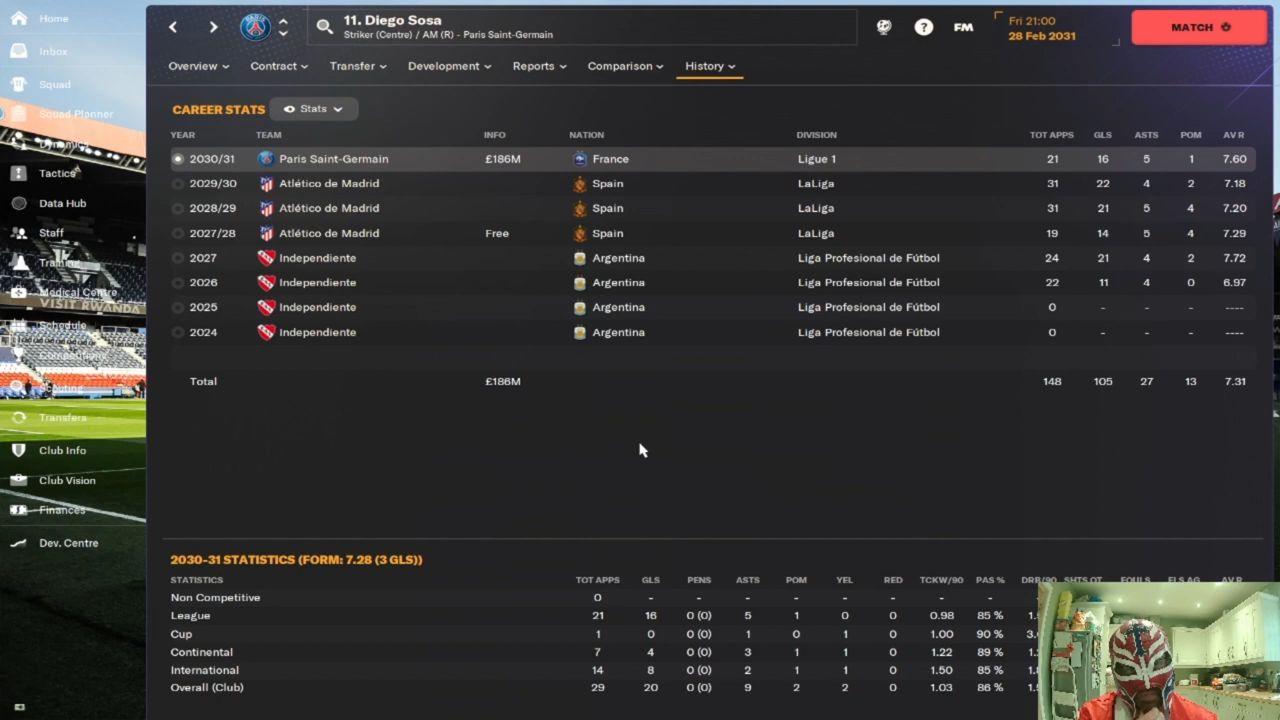 Home
Inbox
Squad
Squad Planner
Dynamics
Tactics
Data Hub
Staff
Training
Medical Centre
VISIT RWANDA
Schedule
Competitions
Scouting
Transfers
Club Info
Club Vision
Finances
Dev. Centre
11. Diego Sosa
Striker (Centre) / AM (R) - Paris Saint-Germain
? FM
Fri 21:00
28 Feb 2031
MATCH
Overview Contract Transfer Development Reports Comparison History
CAREER STATS Stats
YEAR TEAM INFO NATION DIVISION TOT APPS GLS ASTS POM AV R
2030/31 Paris Saint-Germain £186M France Ligue 1 21 16 5 1 7.60
2029/30 Atlético de Madrid Spain LaLiga 31 22 4 2 7.18
2028/29 Atlético de Madrid Spain LaLiga 31 21 5 4 7.20
2027/28 Atlético de Madrid Free Spain LaLiga 19 14 5 4 7.29
2027 Independiente Argentina Liga Profesional de Fútbol 24 21 4 2 7.72
2026 Independiente Argentina Liga Profesional de Fútbol 22 11 4 0 6.97
2025 Independiente Argentina Liga Profesional de Fútbol 0 - - - ----
2024 Independiente Argentina Liga Profesional de Fútbol 0 - - - ----
Total £186M 148 105 27 13 7.31
2030-31 STATISTICS (FORM: 7.28 (3 GLS))
STATISTICS TOT APPS GLS PENS ASTS POM YEL RED TCKW/90 PAS % DRB/90 SHTS OT FOULS FLS AG AV R
Non Competitive 0 - - - - - - - -
League 21 16 0 (0) 5 1 0 0 0.98 85 %
Cup 1 0 0 (0) 1 0 1 0 1.00 90 %
Continental 7 4 0 (0) 3 1 1 0 1.22 89 %
International 14 8 0 (0) 2 1 1 0 1.50 85 %
Overall (Club) 29 20 0 (0) 9 2 2 0 1.03 86 %